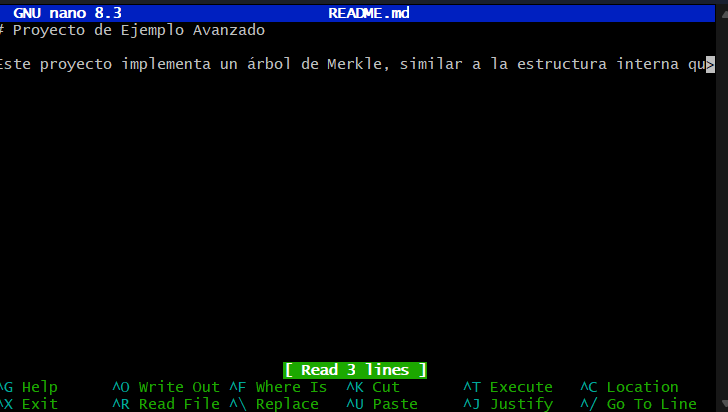 GNU nano 8.3 README.md
# Proyecto de Ejemplo Avanzado
Este proyecto implementa un árbol de Merkle, similar a la estructura interna qu>
[ Read 3 lines ]
^G Help ^O Write Out ^F Where Is ^K Cut ^T Execute ^C Location
^X Exit ^R Read File ^\ Replace ^U Paste ^J Justify ^/ Go To Line